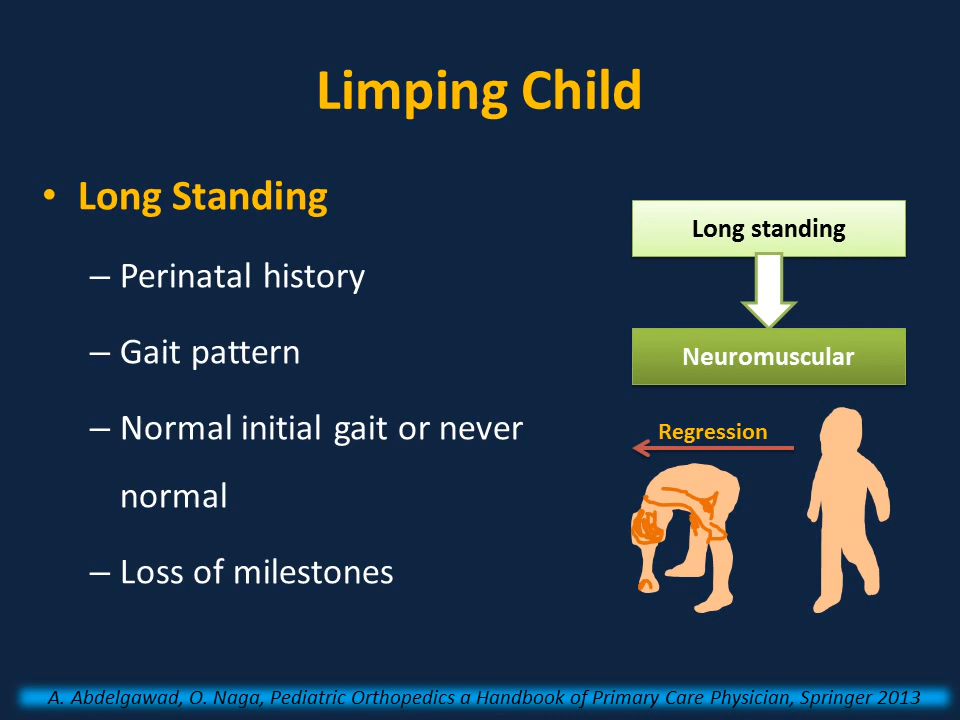 Limping Child
• Long Standing
– Perinatal history
– Gait pattern
– Normal initial gait or never
normal
– Loss of milestones
Long standing
Neuromuscular
Regression
A. Abdelgawad, O. Naga, Pediatric Orthopedics a Handbook of Primary Care Physician, Springer 2013